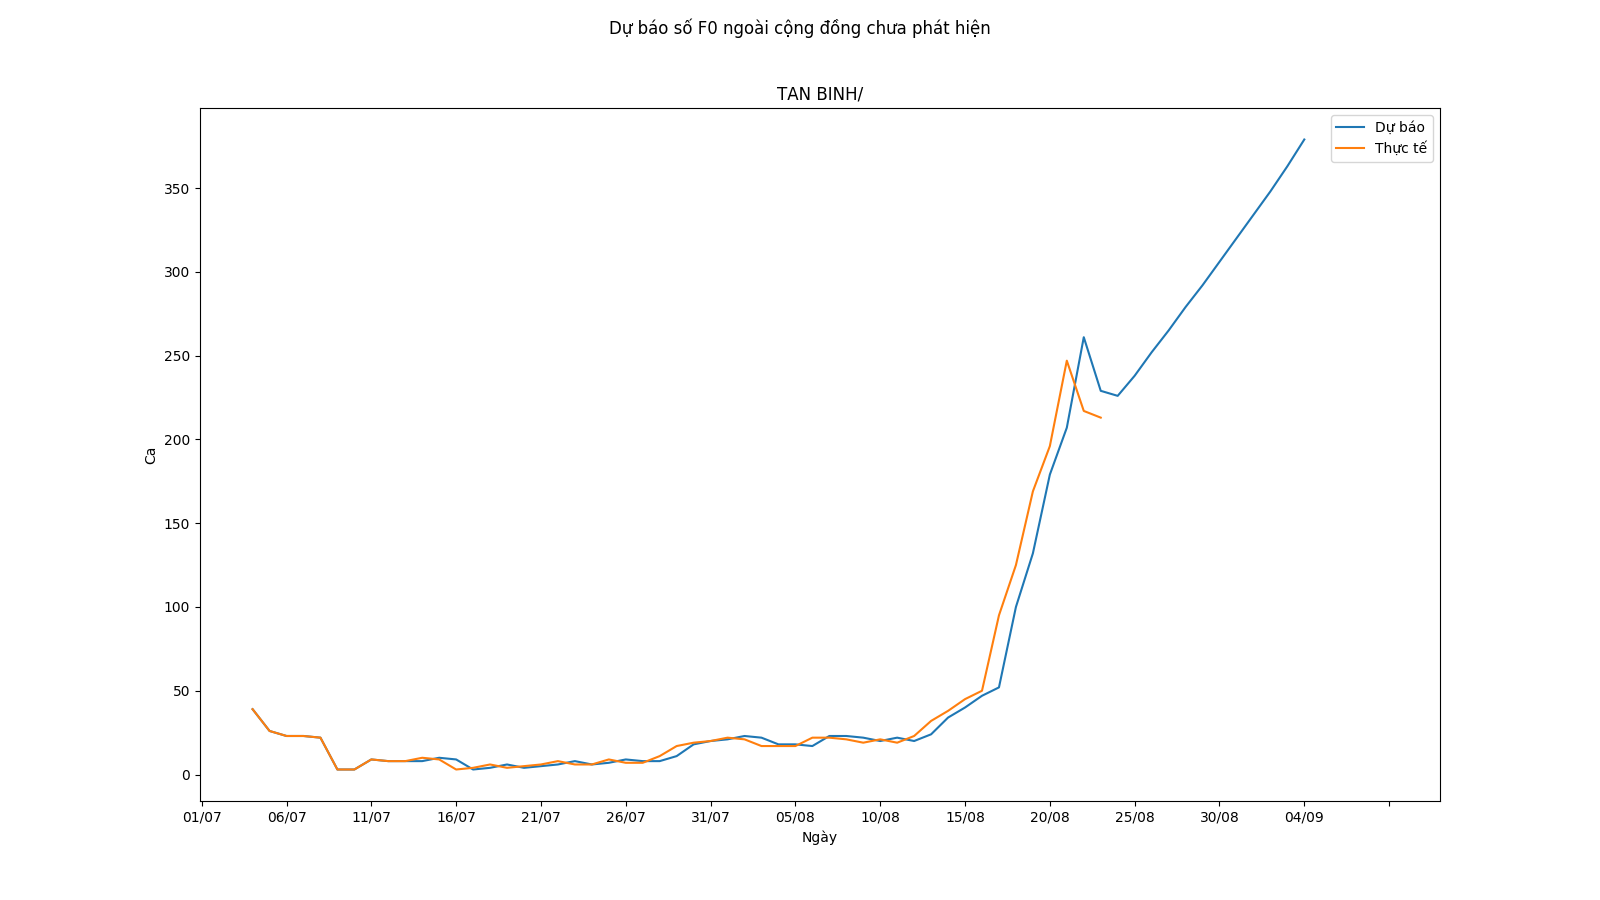 Dự báo số F0 ngoài cộng đồng chưa phát hiện
TAN BINH/
Dự báo
Thực tế
350
300
250
200
150
100
50
0
Ca
01/07 06/07 11/07 16/07 21/07 26/07 31/07 05/08 10/08 15/08 20/08 25/08 30/08 04/09
Ngày